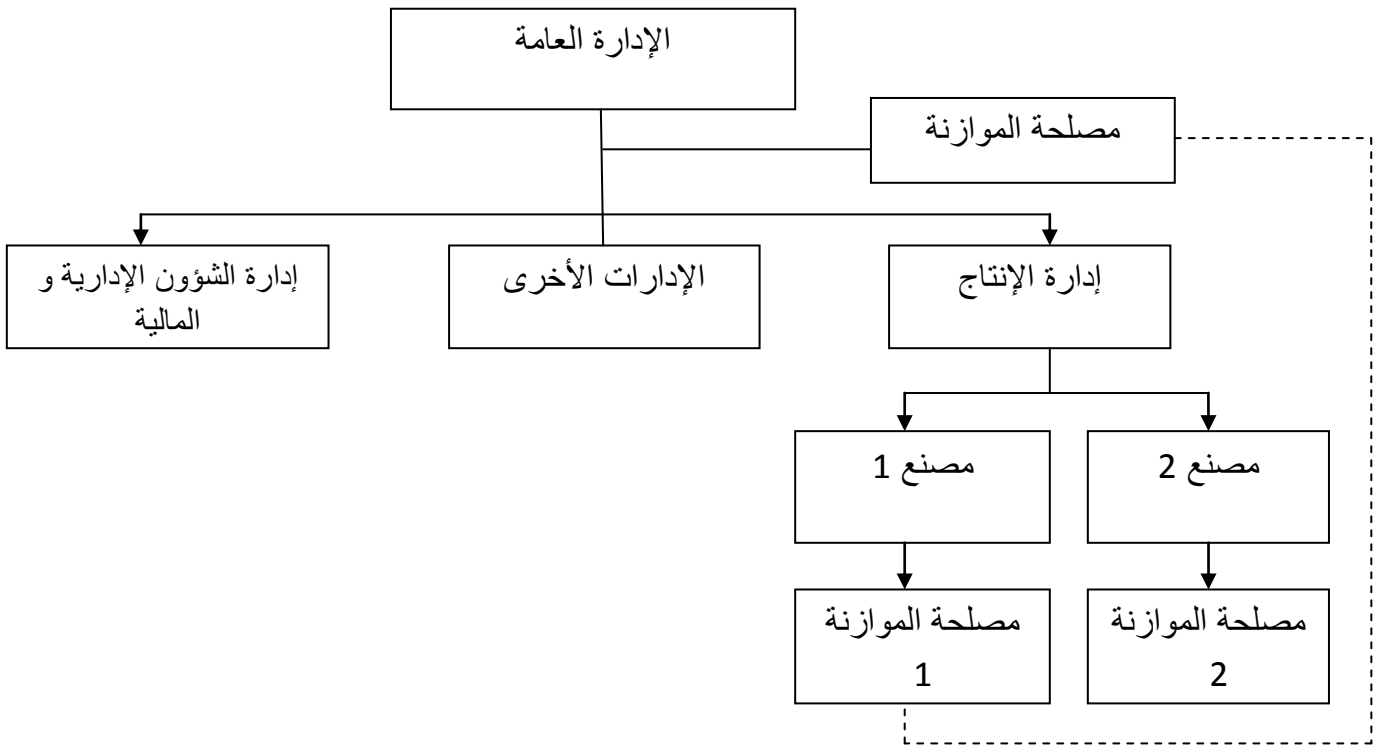 الإدارة العامة
مصلحة الموازنة
إدارة الإنتاج
الإدارات الأخرى
إدارة الشؤون الإدارية و
المالية
مصنع 2
مصنع 1
مصلحة الموازنة
2
مصلحة الموازنة
1